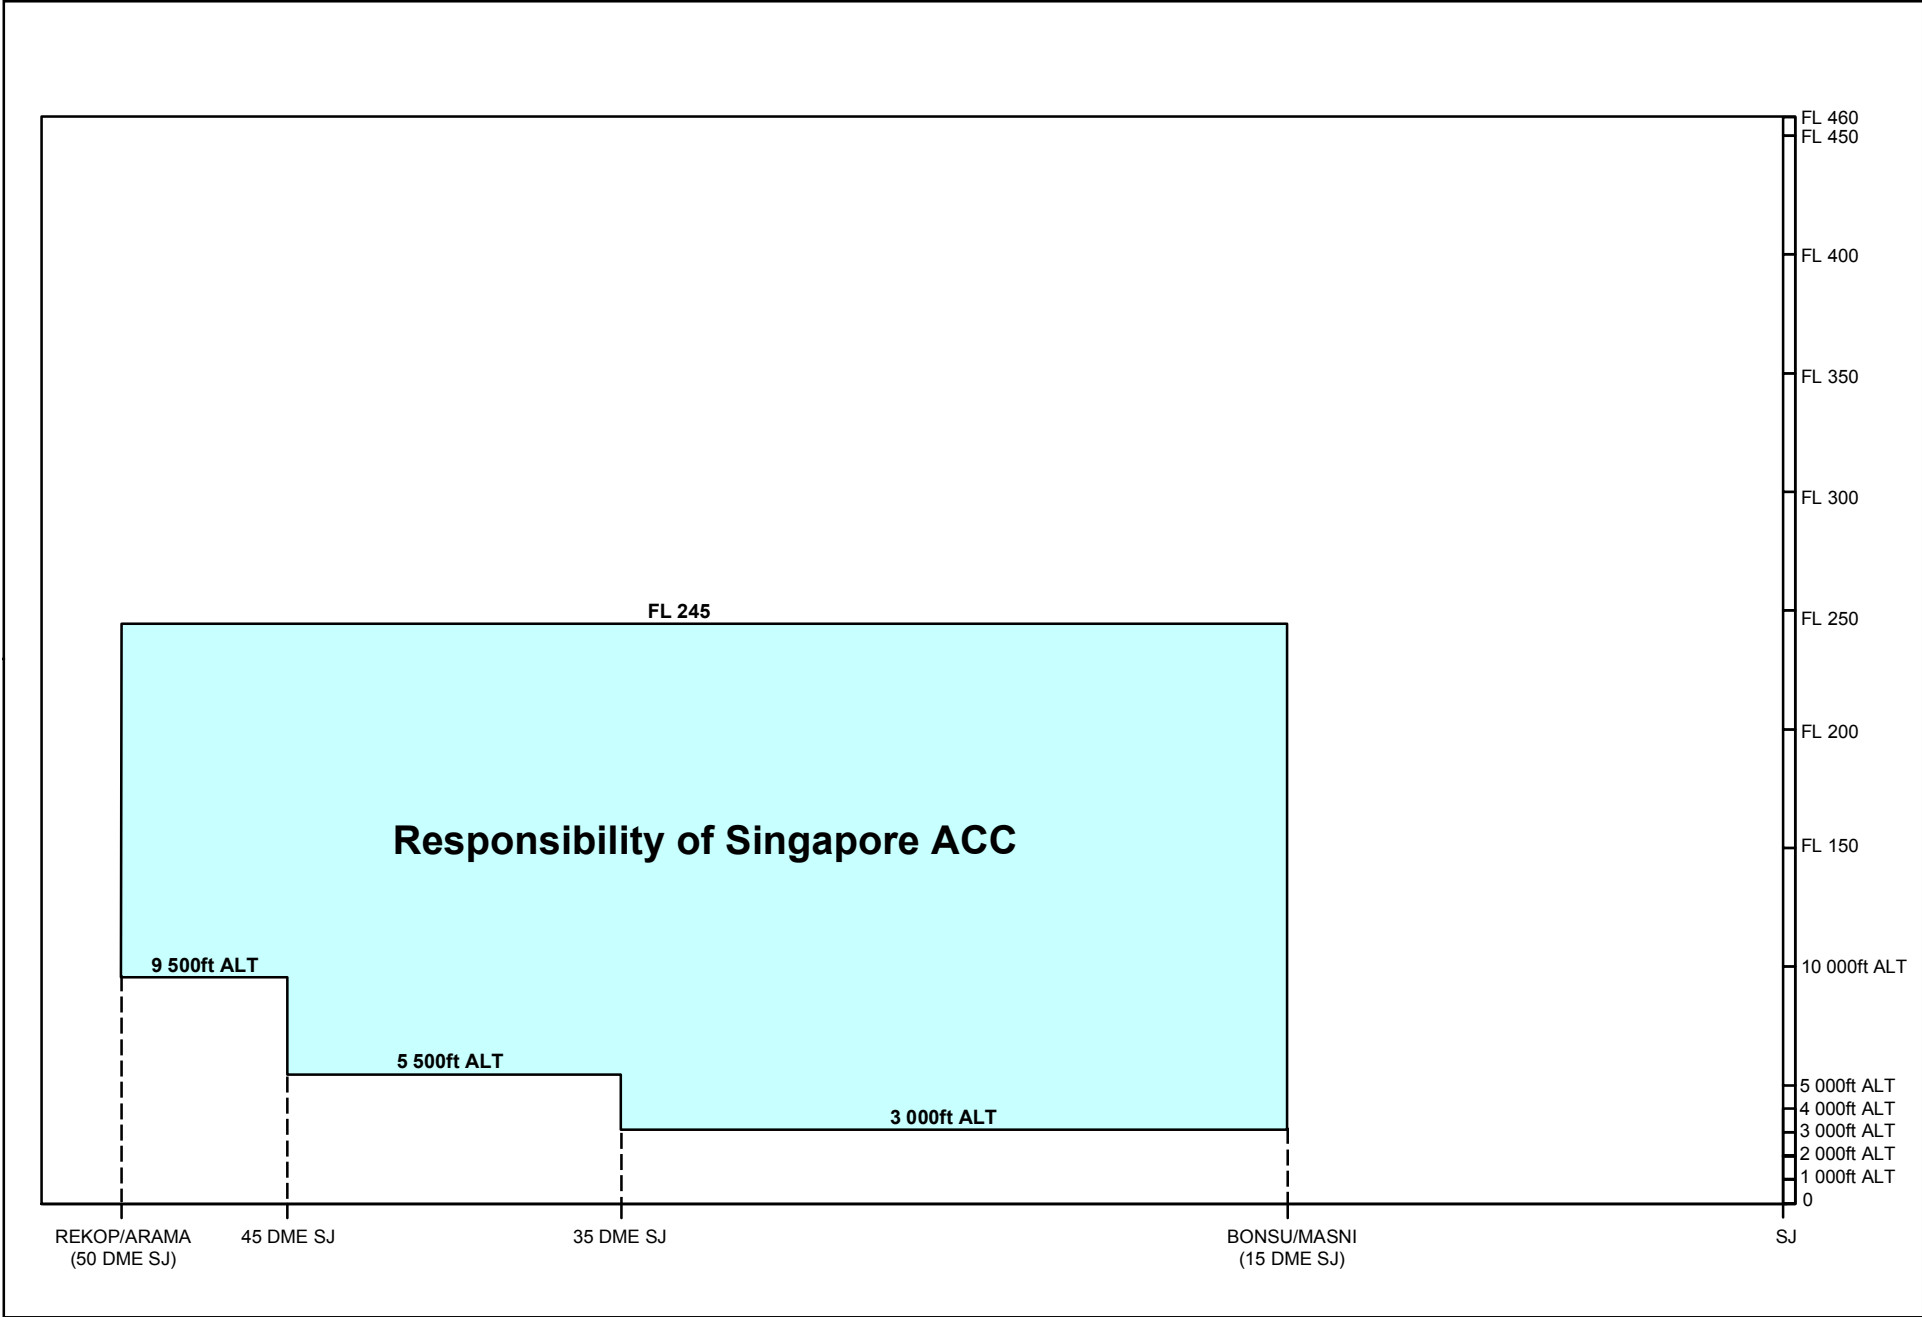 FL 460
FL 450
FL 400
FL 350
FL 300
FL 245
FL 250
FL 200
Responsibility of Singapore ACC
FL 150
9 500ft ALT
10 000ft ALT
5 500ft ALT
5 000ft ALT
4 000ft ALT
3 000ft ALT
3 000ft ALT
2 000ft ALT
1 000ft ALT
0
REKOP/ARAMA
(50 DME SJ)
45 DME SJ
35 DME SJ
BONSU/MASNI
(15 DME SJ)
SJ